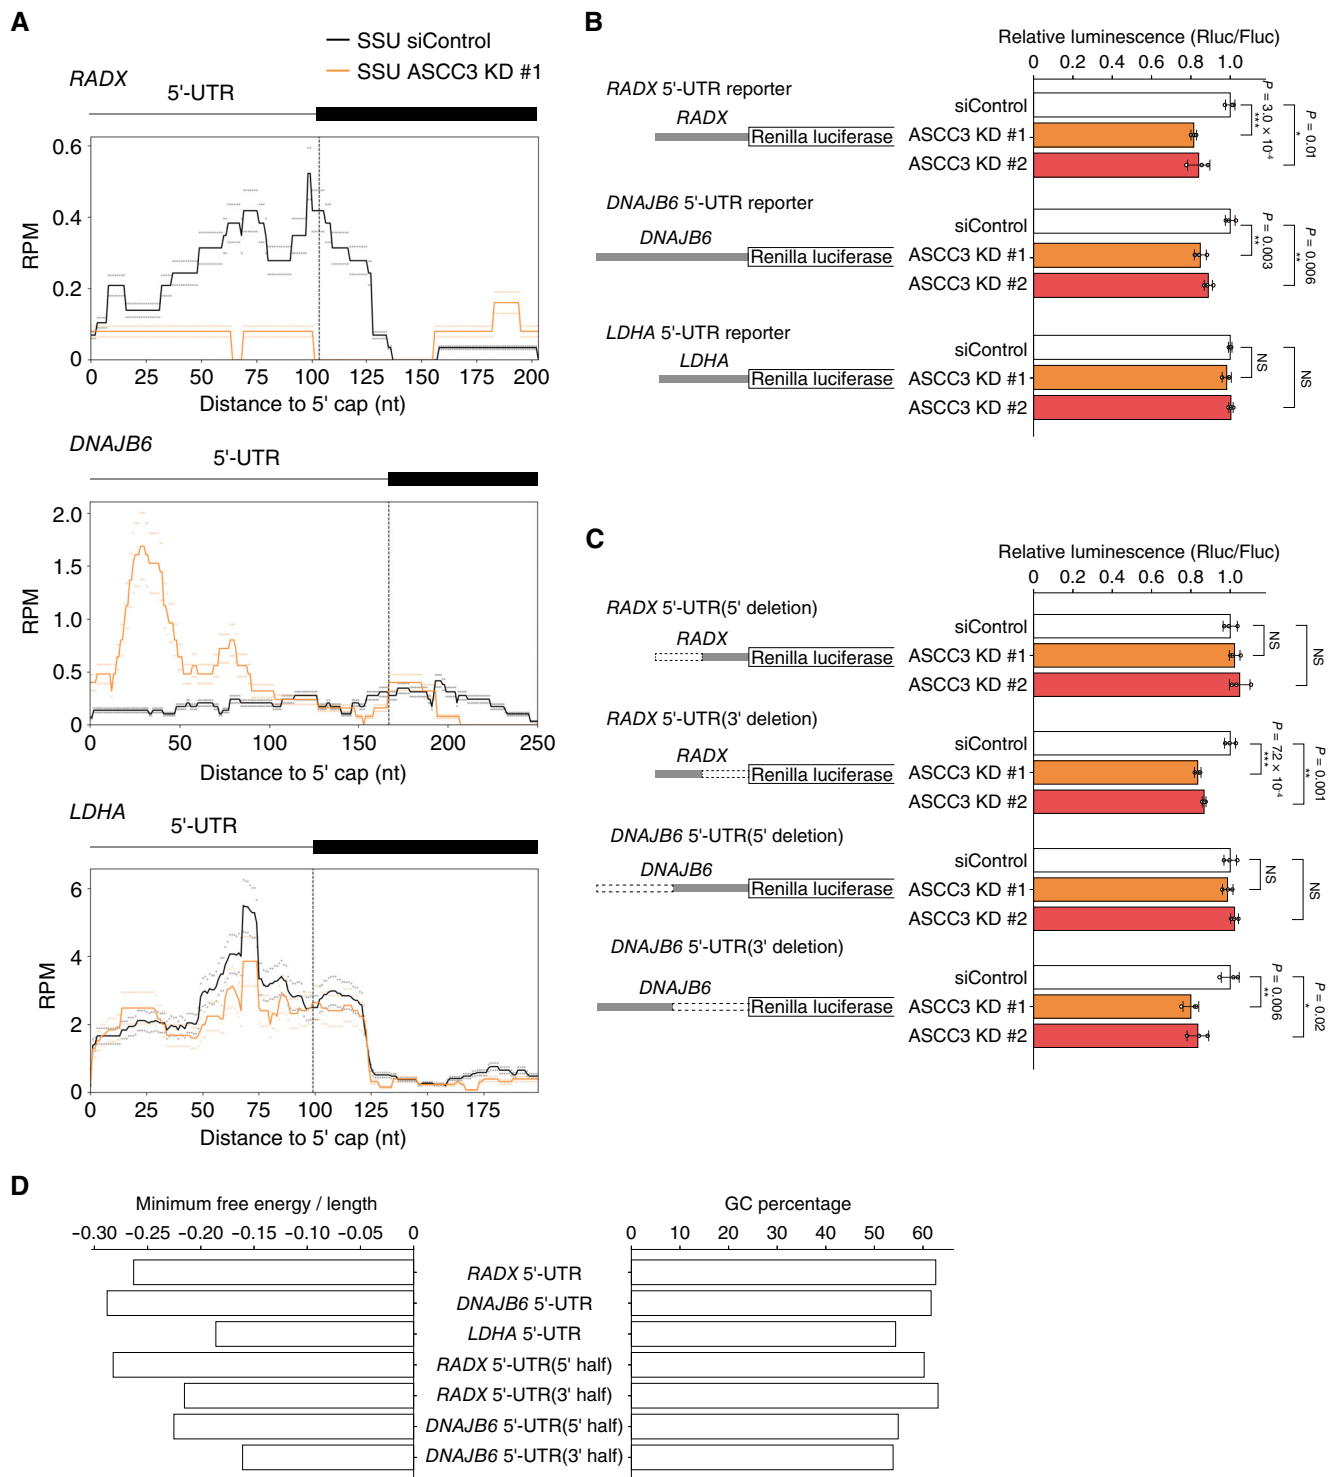 A
SSU siControl
SSU ASCC3 KD #1
RADX
5'-UTR
0.6
0.4
0.2
0
RPM
0 25 50 75 100 125 150 175 200
Distance to 5' cap (nt)
DNAJB6
5'-UTR
2.0
1.5
1.0
0.5
0
RPM
0 50 100 150 200 250
Distance to 5' cap (nt)
LDHA
5'-UTR
6
4
2
0
RPM
0 25 50 75 100 125 150 175
Distance to 5' cap (nt)
B
Relative luminescence (Rluc/Fluc)
0 0.2 0.4 0.6 0.8 1.0
RADX 5'-UTR reporter
RADX
Renilla luciferase
siControl
ASCC3 KD #1
ASCC3 KD #2
P = 3.0 × 10-4
***
P = 0.01
*
DNAJB6 5'-UTR reporter
DNAJB6
Renilla luciferase
siControl
ASCC3 KD #1
ASCC3 KD #2
P = 0.003
**
P = 0.006
**
LDHA 5'-UTR reporter
LDHA
Renilla luciferase
siControl
ASCC3 KD #1
ASCC3 KD #2
NS
NS
C
Relative luminescence (Rluc/Fluc)
0 0.2 0.4 0.6 0.8 1.0
RADX 5'-UTR(5' deletion)
RADX
Renilla luciferase
siControl
ASCC3 KD #1
ASCC3 KD #2
NS
NS
RADX 5'-UTR(3' deletion)
RADX
Renilla luciferase
siControl
ASCC3 KD #1
ASCC3 KD #2
P = 7.2 × 10-4
***
P = 0.001
**
DNAJB6 5'-UTR(5' deletion)
DNAJB6
Renilla luciferase
siControl
ASCC3 KD #1
ASCC3 KD #2
NS
NS
DNAJB6 5'-UTR(3' deletion)
DNAJB6
Renilla luciferase
siControl
ASCC3 KD #1
ASCC3 KD #2
P = 0.006
**
P = 0.02
*
D
Minimum free energy / length
-0.30 -0.25 -0.20 -0.15 -0.10 -0.05 0
GC percentage
0 10 20 30 40 50 60
RADX 5'-UTR
DNAJB6 5'-UTR
LDHA 5'-UTR
RADX 5'-UTR(5' half)
RADX 5'-UTR(3' half)
DNAJB6 5'-UTR(5' half)
DNAJB6 5'-UTR(3' half)